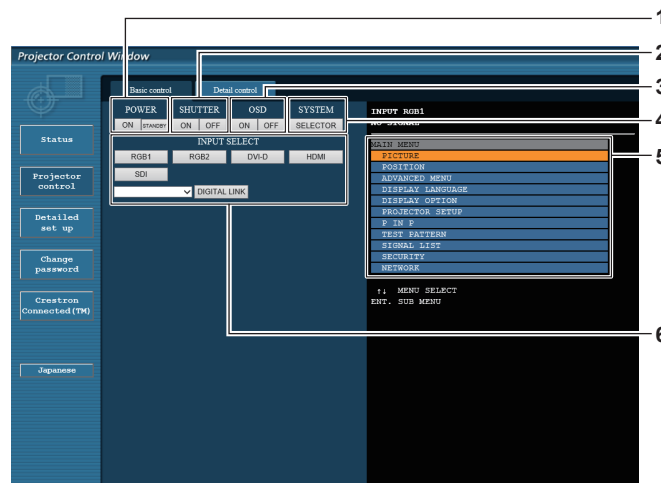 1
Projector Control Window
2
Basic control
Detail control
3
POWER
SHUTTER
OSD
SYSTEM
4
ON STANDBY
ON OFF
ON OFF
SELECTOR
INPUT SELECT
RGB1
RGB2
DVI-D
HDMI
SDI
DIGITAL LINK
INPUT RGB1
NO SIGNAL
MAIN MENU
5
PICTURE
POSITION
ADVANCED MENU
DISPLAY LANGUAGE
DISPLAY OPTION
PROJECTOR SETUP
P IN P
TEST PATTERN
SIGNAL LIST
SECURITY
NETWORK
↑↓ MENU SELECT
ENT. SUB MENU
6
Status
Projector
control
Detailed
set up
Change
password
Crestron
Connected(TM)
Japanese